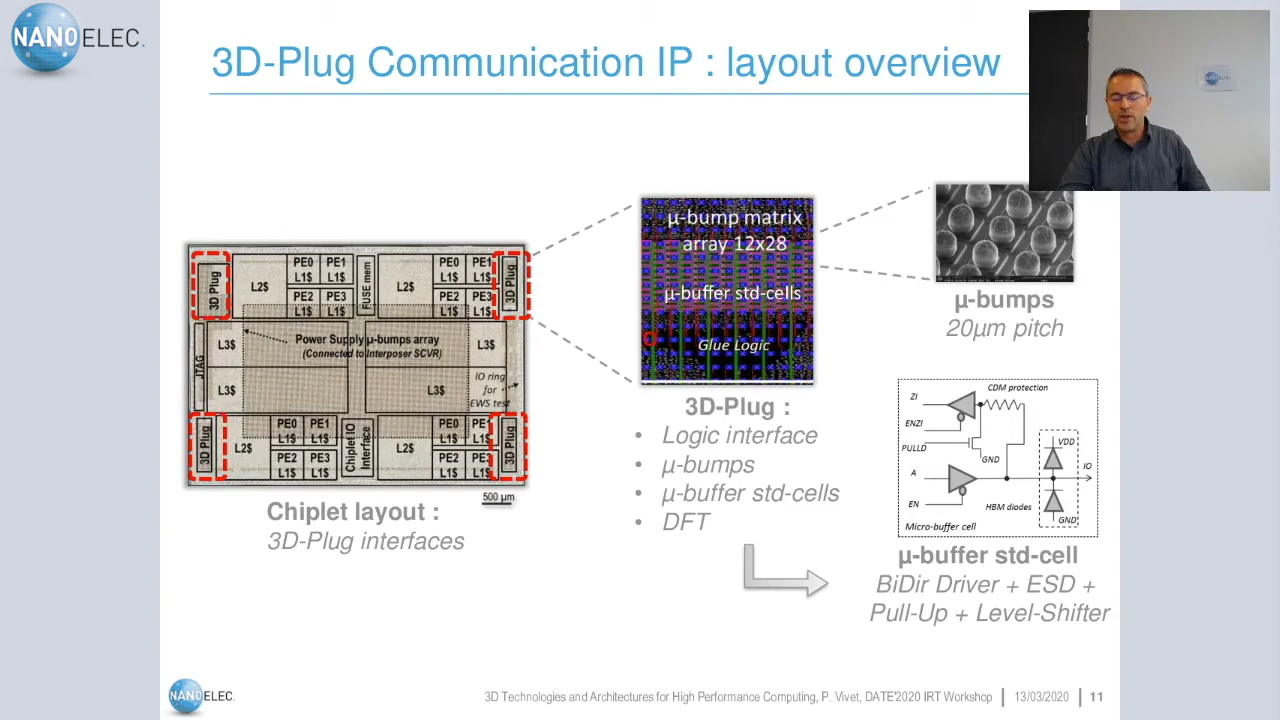 NANOELEC.
3D-Plug Communication IP : layout overview
3D Plug
L2$
PE0 PE1
L1$ L1$
PE2 PE3
L1$ L1$
FUSE mem
L2$
PE0 PE1
L1$ L1$
PE2 PE3
L1$ L1$
3D Plug
JTAG
L3$
Power Supply µ-bumps array
(Connected to Interposer SCVR)
L3$
L3$
L3$
IO ring
for
EWS test
3D Plug
L2$
PE0 PE1
L1$ L1$
PE2 PE3
L1$ L1$
Chiplet IO
Interface
L2$
PE0 PE1
L1$ L1$
PE2 PE3
L1$ L1$
3D Plug
500 µm
Chiplet layout :
3D-Plug interfaces
µ-bump matrix
array 12x28
µ-buffer std-cells
Glue Logic
3D-Plug :
• Logic interface
• µ-bumps
• µ-buffer std-cells
• DFT
µ-bumps
20µm pitch
CDM protection
ZI
ENZI
PULLD
GND
VDD
A
IO
EN
HBM diodes
GND
Micro-buffer cell
µ-buffer std-cell
BiDir Driver + ESD +
Pull-Up + Level-Shifter
NANOELEC.
3D Technologies and Architectures for High Performance Computing, P. Vivet, DATE'2020 IRT Workshop | 13/03/2020 | 11